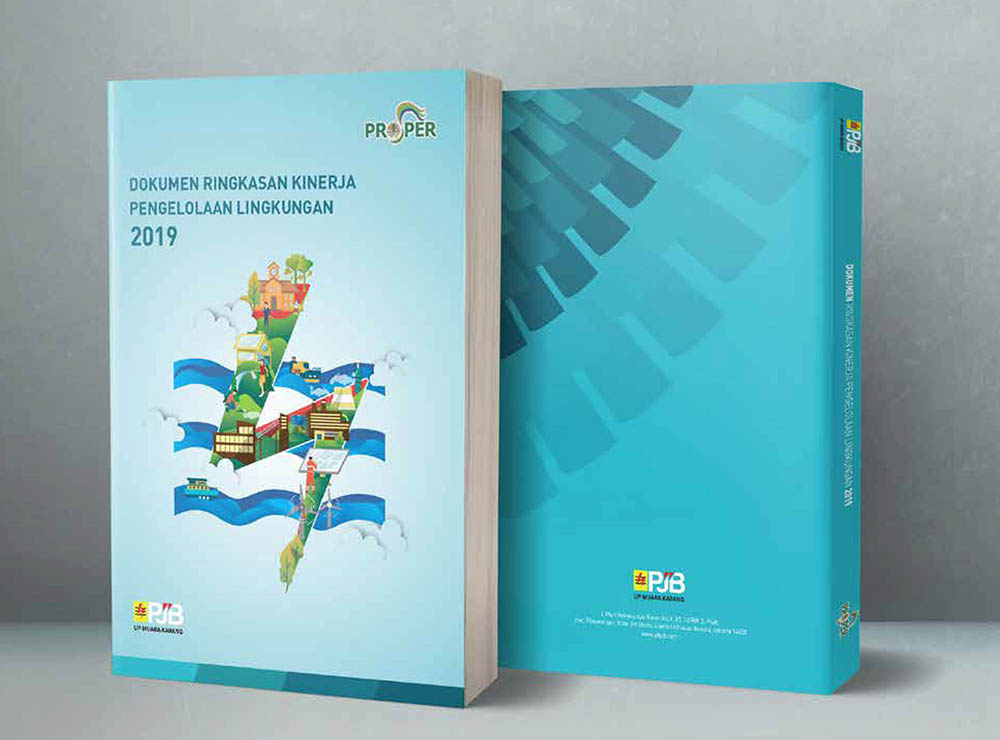 PROPER
DOKUMEN RINGKASAN KINERJA
PENGELOLAAN LINGKUNGAN
2019
PJB
UP MUARA KARANG
PJB
DOKUMEN RINGKASAN KINERJA PENGELOLAAN LINGKUNGAN 2019
PJB
UP MUARA KARANG